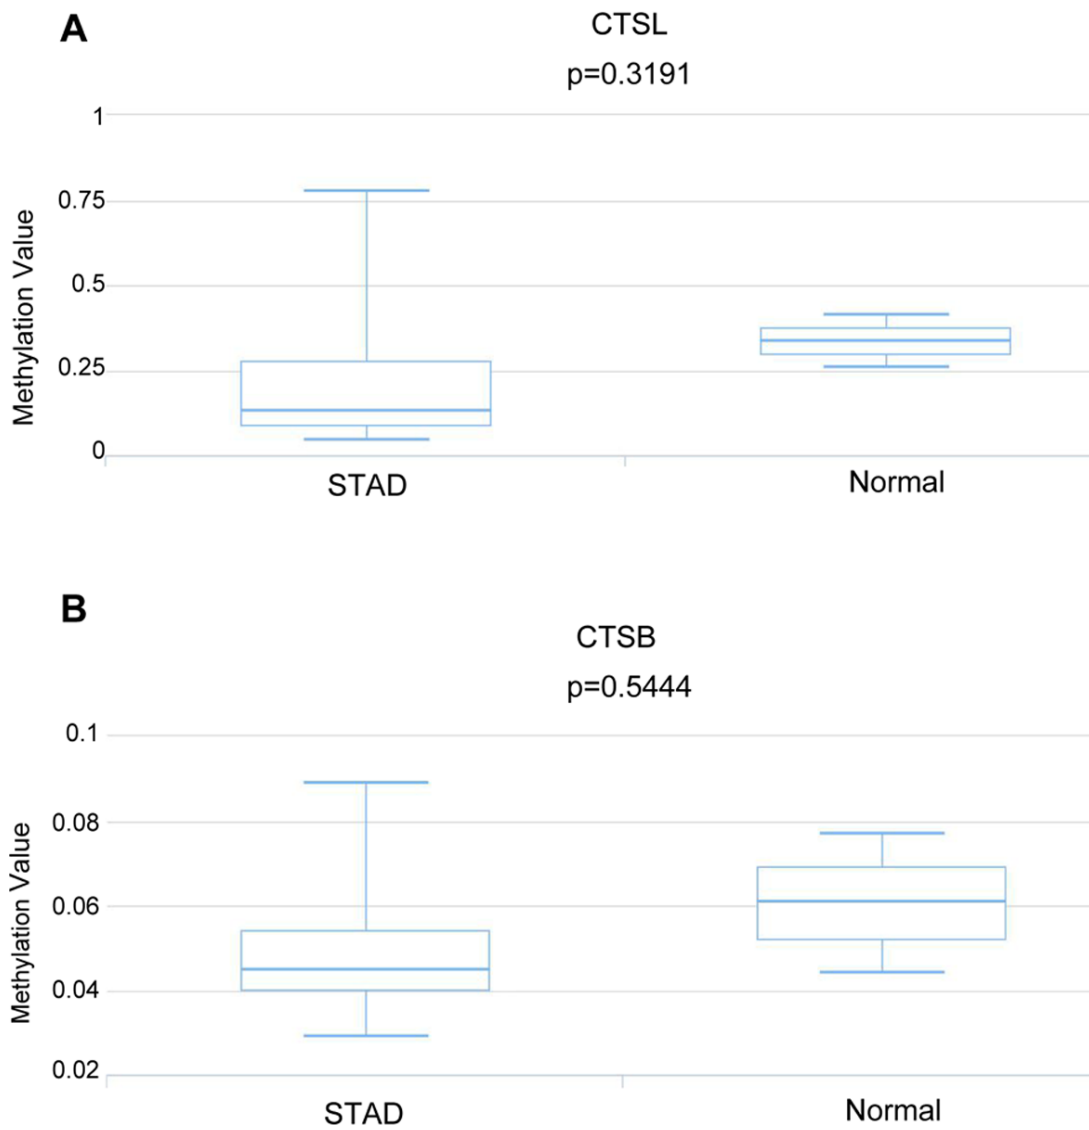 A
CTSL
p=0.3191
1
0.75
0.5
0.25
0
Methylation Value
STAD
Normal
B
CTSB
p=0.5444
0.1
0.08
0.06
0.04
0.02
Methylation Value
STAD
Normal